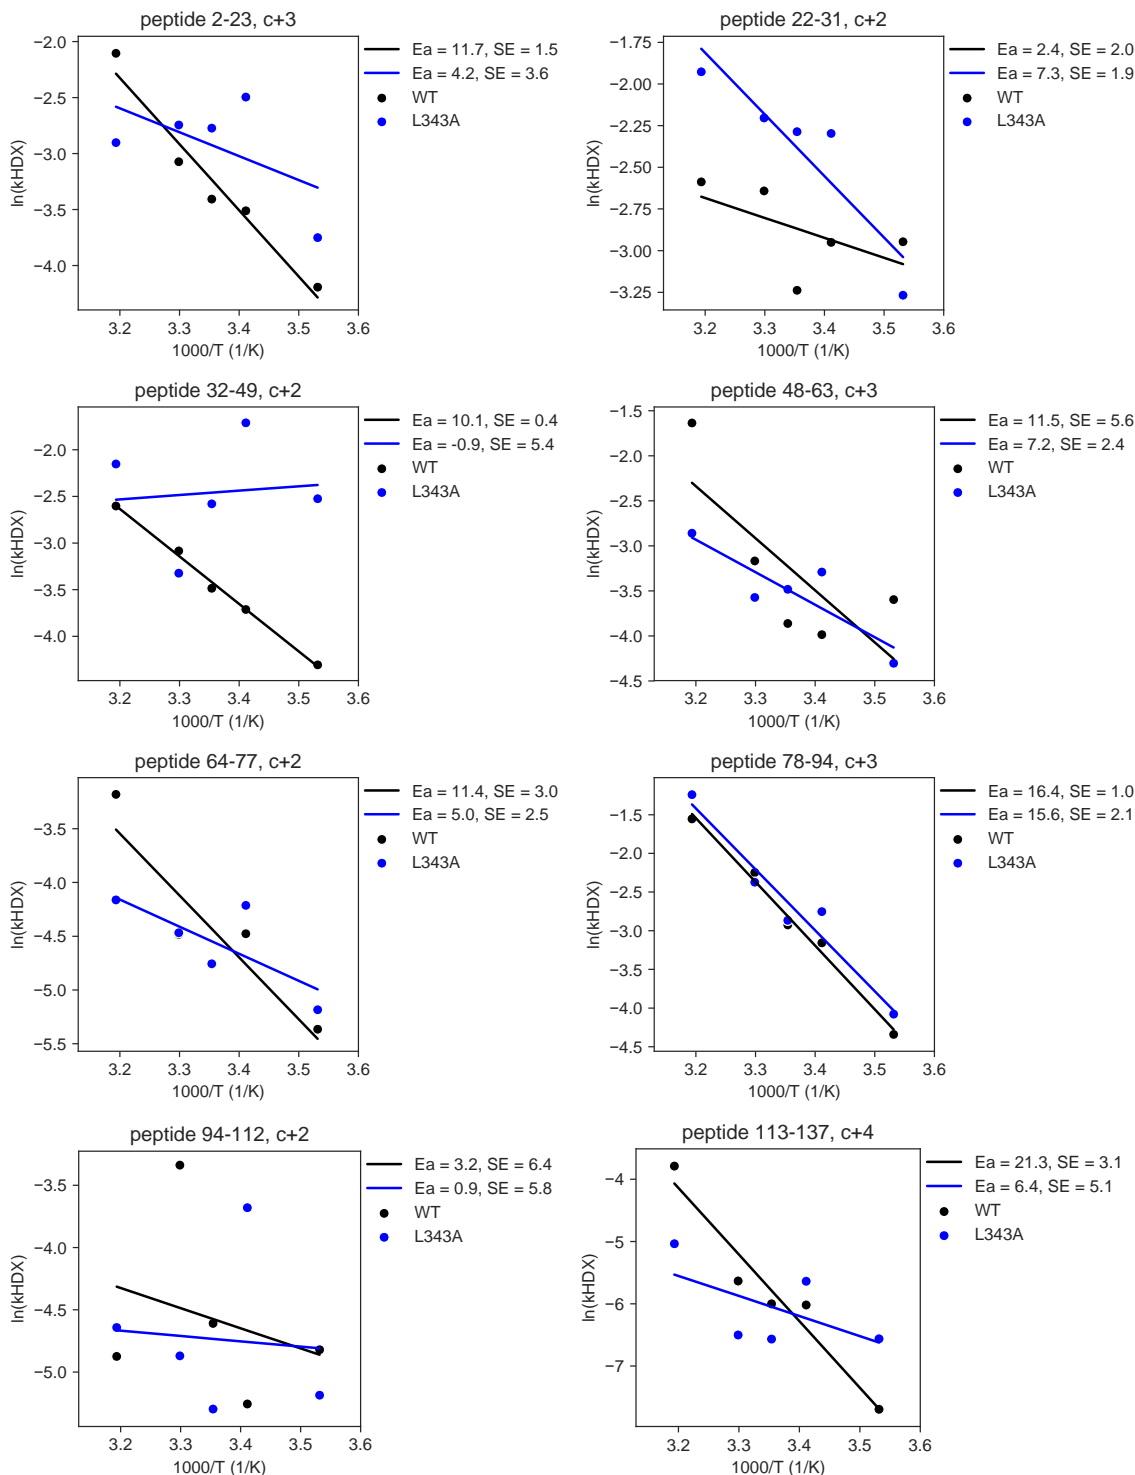 peptide 2-23, c+3
−2.0
−2.5
−3.0
−3.5
−4.0
ln(kHDX)
3.2 3.3 3.4 3.5 3.6
1000/T (1/K)
Ea = 11.7, SE = 1.5
Ea = 4.2, SE = 3.6
WT
L343A
peptide 22-31, c+2
−1.75
−2.00
−2.25
−2.50
−2.75
−3.00
−3.25
ln(kHDX)
3.2 3.3 3.4 3.5 3.6
1000/T (1/K)
Ea = 2.4, SE = 2.0
Ea = 7.3, SE = 1.9
WT
L343A
peptide 32-49, c+2
−2.0
−2.5
−3.0
−3.5
−4.0
ln(kHDX)
3.2 3.3 3.4 3.5 3.6
1000/T (1/K)
Ea = 10.1, SE = 0.4
Ea = -0.9, SE = 5.4
WT
L343A
peptide 48-63, c+3
−1.5
−2.0
−2.5
−3.0
−3.5
−4.0
−4.5
ln(kHDX)
3.2 3.3 3.4 3.5 3.6
1000/T (1/K)
Ea = 11.5, SE = 5.6
Ea = 7.2, SE = 2.4
WT
L343A
peptide 64-77, c+2
−3.5
−4.0
−4.5
−5.0
−5.5
ln(kHDX)
3.2 3.3 3.4 3.5 3.6
1000/T (1/K)
Ea = 11.4, SE = 3.0
Ea = 5.0, SE = 2.5
WT
L343A
peptide 78-94, c+3
−1.5
−2.0
−2.5
−3.0
−3.5
−4.0
−4.5
ln(kHDX)
3.2 3.3 3.4 3.5 3.6
1000/T (1/K)
Ea = 16.4, SE = 1.0
Ea = 15.6, SE = 2.1
WT
L343A
peptide 94-112, c+2
−3.5
−4.0
−4.5
−5.0
ln(kHDX)
3.2 3.3 3.4 3.5 3.6
1000/T (1/K)
Ea = 3.2, SE = 6.4
Ea = 0.9, SE = 5.8
WT
L343A
peptide 113-137, c+4
−4
−5
−6
−7
ln(kHDX)
3.2 3.3 3.4 3.5 3.6
1000/T (1/K)
Ea = 21.3, SE = 3.1
Ea = 6.4, SE = 5.1
WT
L343A